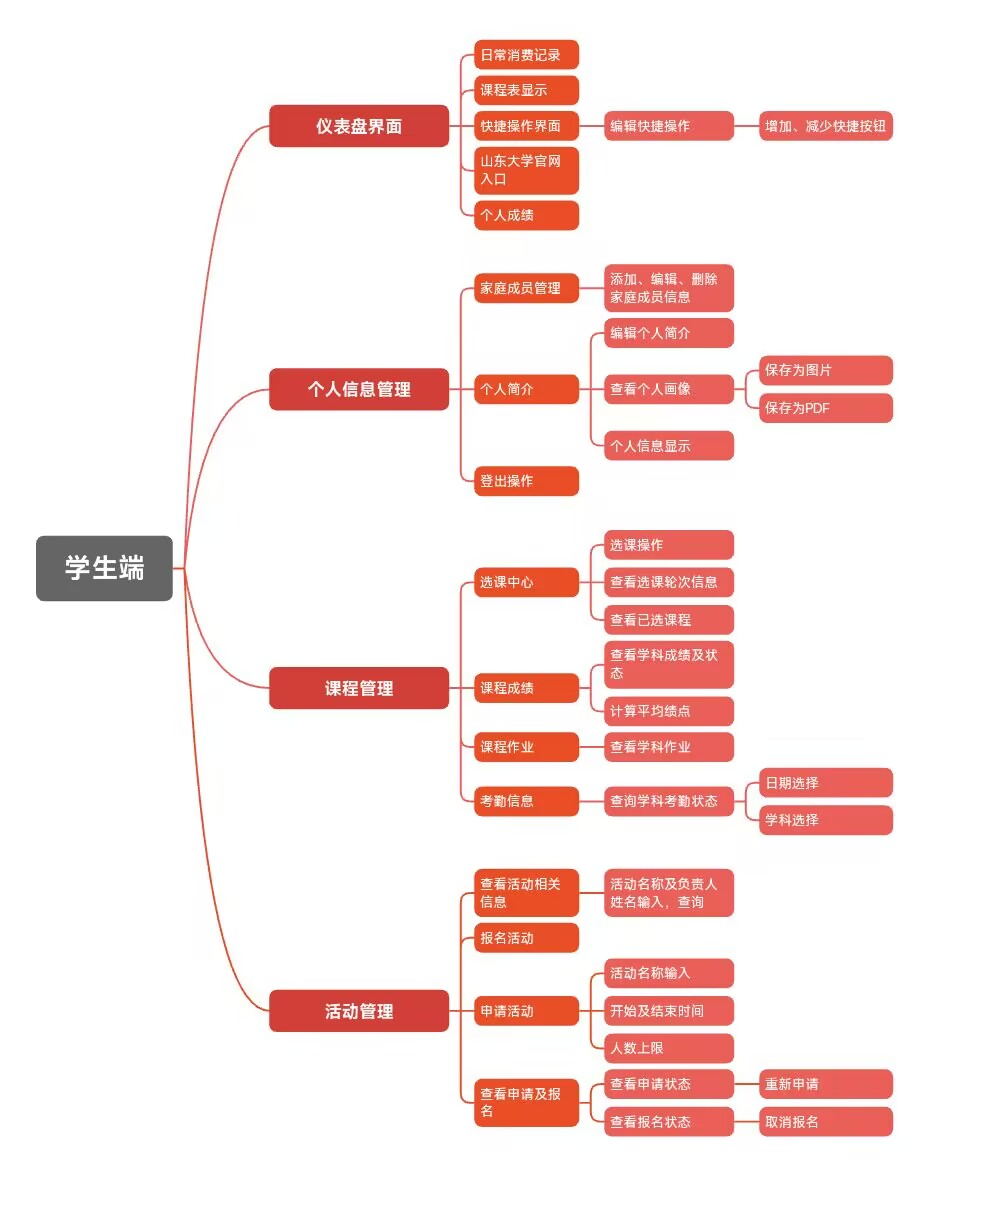 学生端
仪表盘界面
日常消费记录
课程表显示
快捷操作界面
编辑快捷操作
增加、减少快捷按钮
山东大学官网
入口
个人成绩
个人信息管理
家庭成员管理
添加、编辑、删除
家庭成员信息
个人简介
编辑个人简介
查看个人画像
保存为图片
保存为PDF
个人信息显示
登出操作
课程管理
选课中心
选课操作
查看选课轮次信息
查看已选课程
课程成绩
查看学科成绩及状
态
计算平均绩点
课程作业
查看学科作业
考勤信息
查询学科考勤状态
日期选择
学科选择
活动管理
查看活动相关
信息
活动名称及负责人
姓名输入，查询
报名活动
申请活动
活动名称输入
开始及结束时间
人数上限
查看申请及报
名
查看申请状态
重新申请
查看报名状态
取消报名